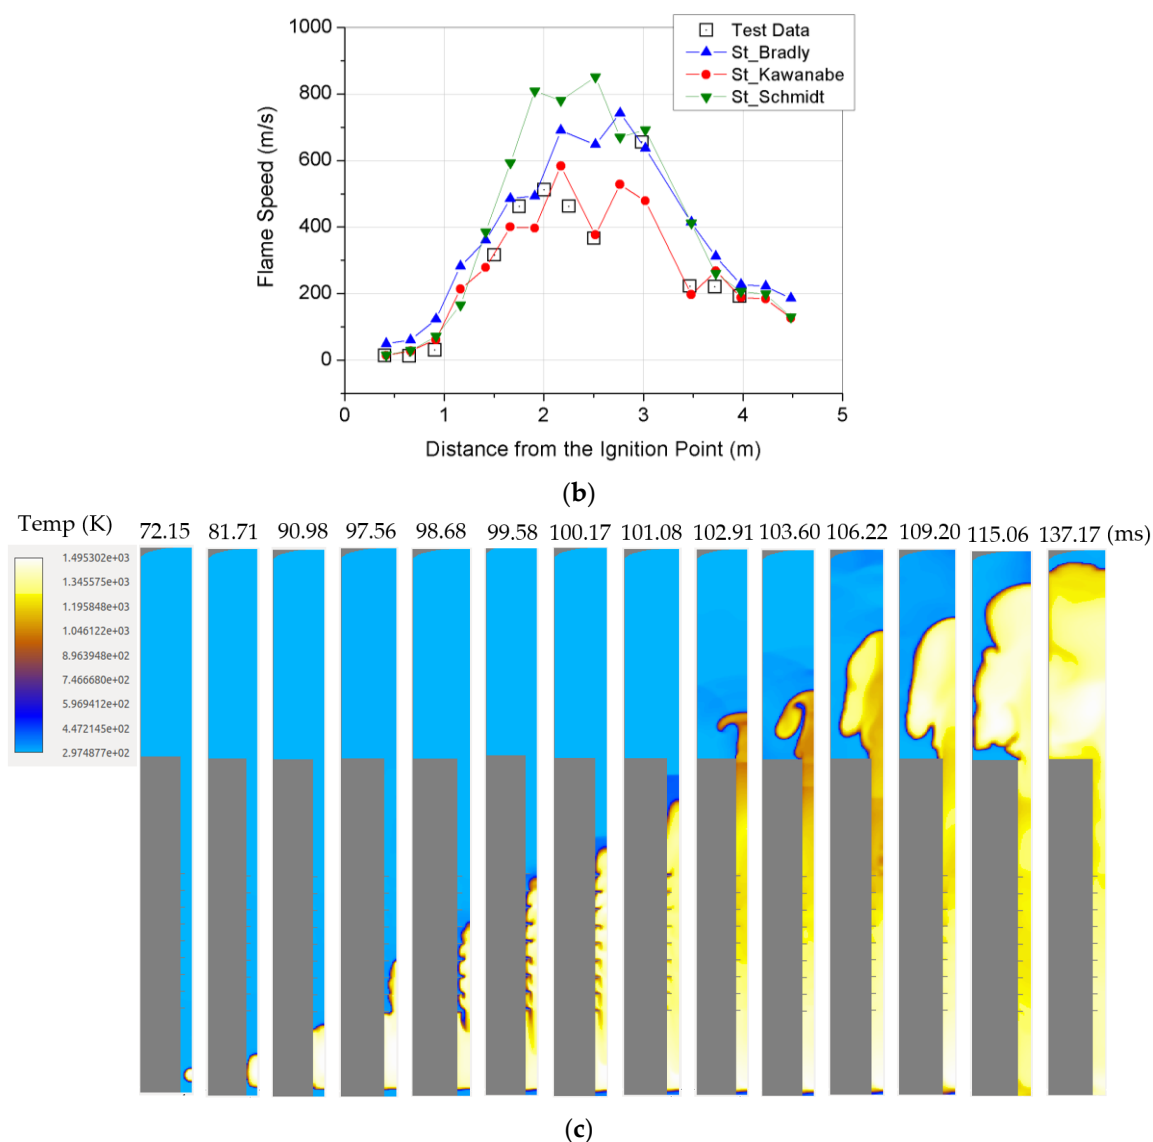 1000
800
600
400
200
0
Flame Speed (m/s)
Test Data
St_Bradly
St_Kawanabe
St_Schmidt
0 1 2 3 4 5
Distance from the Ignition Point (m)
(b)
Temp (K)
72.15 81.71 90.98 97.56 98.68 99.58 100.17 101.08 102.91 103.60 106.22 109.20 115.06 137.17 (ms)
1.495302e+03
1.345575e+03
1.195848e+03
1.046122e+03
8.963948e+02
7.466680e+02
5.969412e+02
4.472145e+02
2.974877e+02
(c)